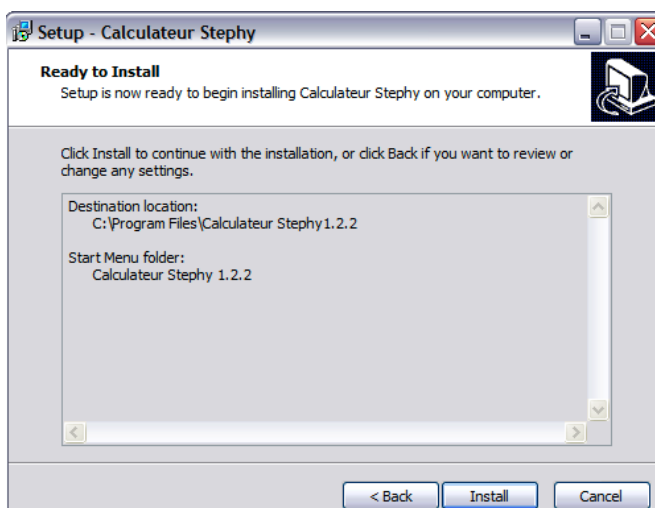 Setup - Calculateur Stephy
Ready to Install
Setup is now ready to begin installing Calculateur Stephy on your computer.
Click Install to continue with the installation, or click Back if you want to review or
change any settings.
Destination location:
C:\Program Files\Calculateur Stephy1.2.2
Start Menu folder:
Calculateur Stephy 1.2.2
< Back
Install
Cancel